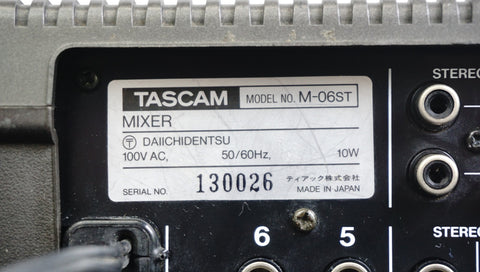 TASCAM MODEL NO. M-06ST
MIXER
〒 DAIICHIDENTSU
100V AC, 50/60Hz, 10W
ティアック株式会社
SERIAL NO. 130026 MADE IN JAPAN
STEREO
6 5
STEREO